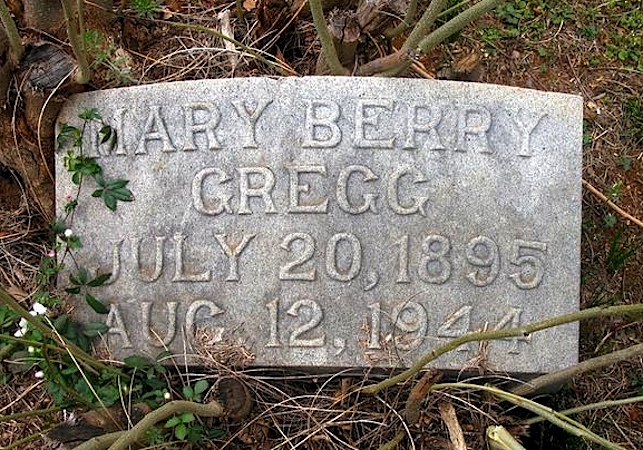 MARY BERRY
GREGG
JULY 20, 1895
AUG. 12, 1944